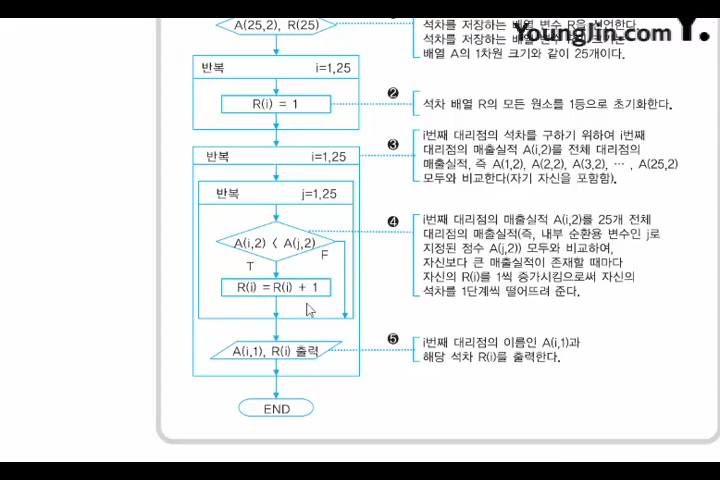 A(25,2), R(25)
석차를 저장하는 배열 변수 R을 선언한다.
석차를 저장하는 배열
배열 A의 1차원 크기와 같이 25개이다.
Youngjin.com Y.
반복 i=1,25
❷
R(i) = 1
석차 배열 R의 모든 원소를 1등으로 초기화한다.
❸
반복 i=1,25
i번째 대리점의 석차를 구하기 위하여 i번째
대리점의 매출실적 A(i,2)를 전체 대리점의
매출실적, 즉 A(1,2), A(2,2), A(3,2), … , A(25,2)
모두와 비교한다(자기 자신을 포함함).
반복 j=1,25
❹
A(i,2) < A(j,2)
T
F
R(i) = R(i) + 1
i번째 대리점의 매출실적 A(i,2)를 25개 전체
대리점의 매출실적(즉, 내부 순환용 변수인 j로
지정된 점수 A(j,2)) 모두와 비교하여,
자신보다 큰 매출실적이 존재할 때마다
자신의 R(i)를 1씩 증가시킴으로써 자신의
석차를 1단계씩 떨어뜨려 준다.
❺
A(i,1), R(i) 출력
i번째 대리점의 이름인 A(i,1)과
해당 석차 R(i)를 출력한다.
END